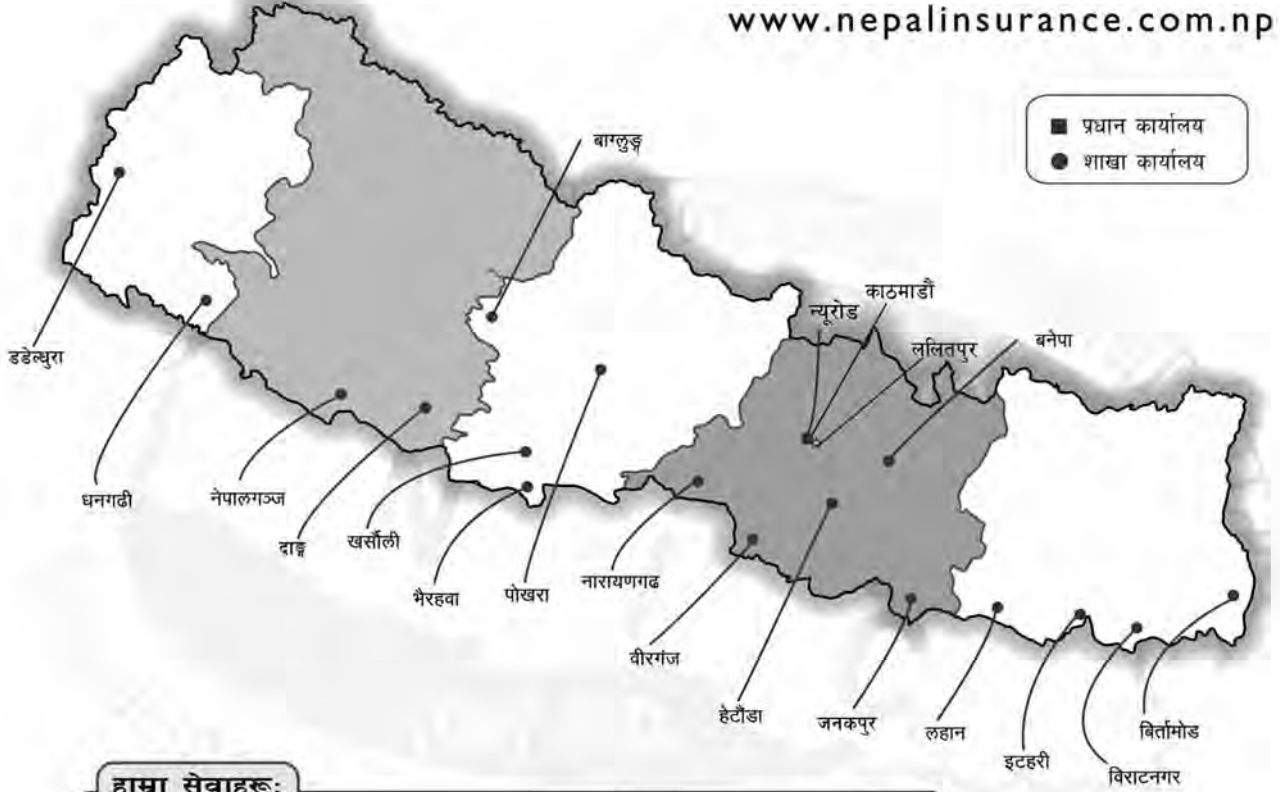 www.nepalinsurance.com.np
प्रधान कार्यालय
शाखा कार्यालय
बाग्लुङ्ग
काठमाडौं
न्यूरोड
ललितपुर
बनेपा
डडेल्धुरा
धनगढी
नेपालगञ्ज
दाङ्ग
खर्सौली
भैरहवा
पोखरा
नारायणगढ
वीरगंज
हेटौंडा
जनकपुर
लहान
इटहरी
विराटनगर
बिर्तामोड
हाम्रा सेवाहरू: